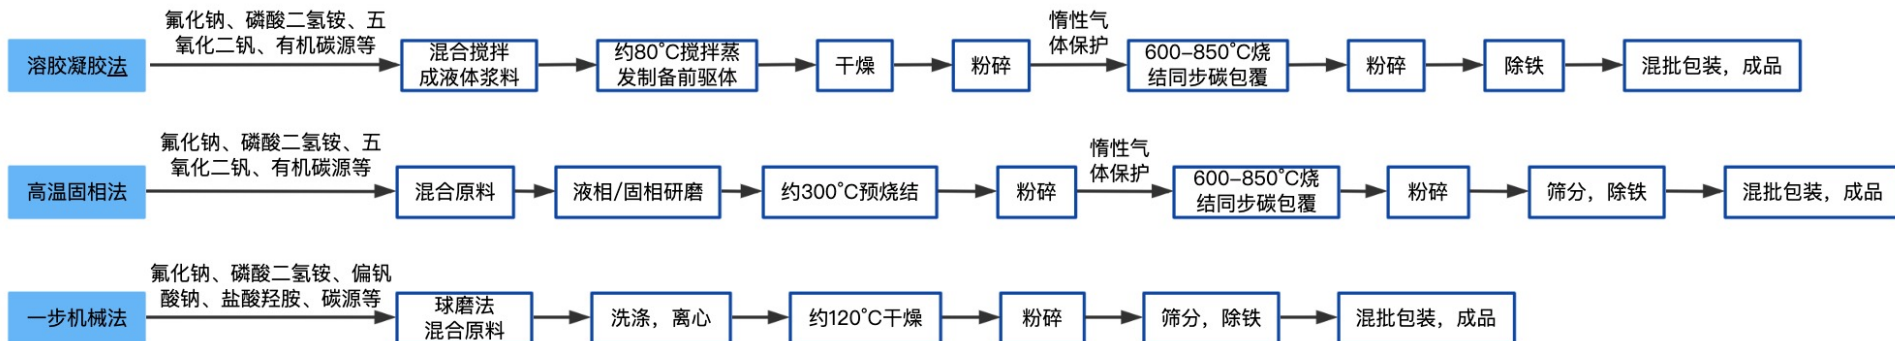 氟化钠、磷酸二氢铵、五
氧化二钒、有机碳源等
溶胶凝胶法
混合搅拌
成液体浆料
约80°C搅拌蒸
发制备前驱体
干燥
粉碎
惰性气
体保护
600-850°C烧
结同步碳包覆
粉碎
除铁
混批包装，成品
氟化钠、磷酸二氢铵、五
氧化二钒、有机碳源等
高温固相法
混合原料
液相/固相研磨
约300°C预烧结
粉碎
惰性气
体保护
600-850°C烧
结同步碳包覆
粉碎
筛分，除铁
混批包装，成品
氟化钠、磷酸二氢铵、偏钒
酸钠、盐酸羟胺、碳源等
一步机械法
球磨法
混合原料
洗涤，离心
约120°C干燥
粉碎
筛分，除铁
混批包装，成品